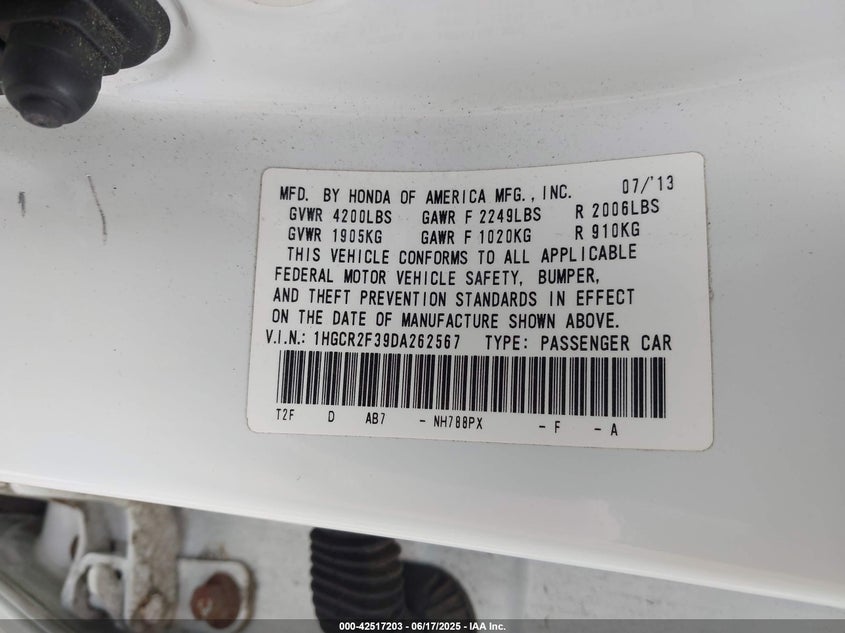 MFD. BY HONDA OF AMERICA MFG., INC. 07/'13
GVWR 4200LBS GAWR F 2249LBS R 2006LBS
GVWR 1905KG GAWR F 1020KG R 910KG
THIS VEHICLE CONFORMS TO ALL APPLICABLE
FEDERAL MOTOR VEHICLE SAFETY, BUMPER,
AND THEFT PREVENTION STANDARDS IN EFFECT
ON THE DATE OF MANUFACTURE SHOWN ABOVE.
V.I.N.: 1HGCR2F39DA262567 TYPE: PASSENGER CAR
T2F D AB7 - NH788PX - F - A
000-42517203 - 06/17/2025 - IAAI.COM